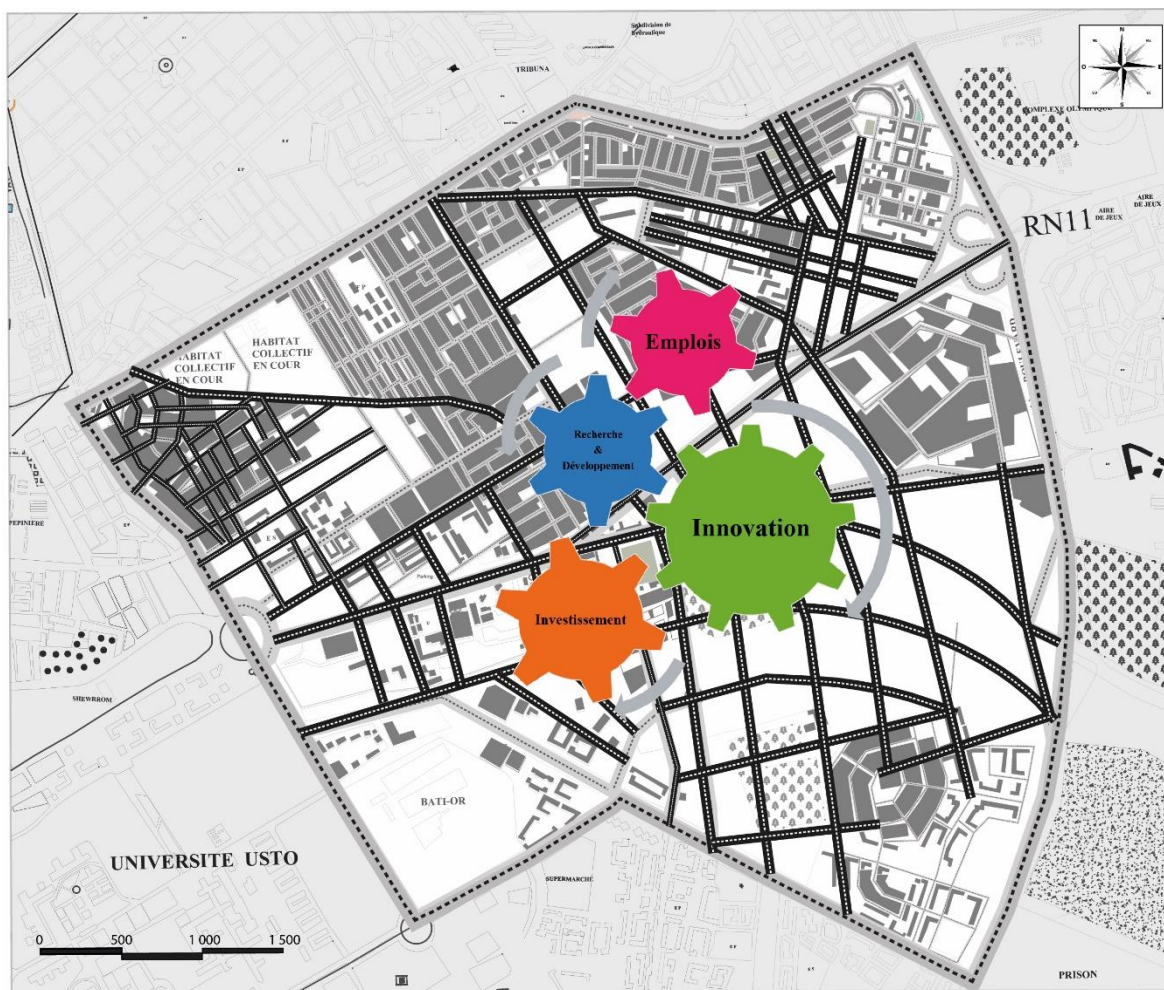 Subdivision de
hydraulique
TRIBUNA
N
O
E
S
COMPLEXE OLYMPIQUE
RN11
AIRE
DE JEUX
AIRE
DE JEUX
HABITAT
COLLECTIF
EN COUR
HABITAT
COLLECTIF
EN COUR
E P
Emplois
Recherche
&
Développement
Innovation
Investissement
PEPINIERE
E S
Parking
SHEWRROM
BATI-OR
UNIVERSITE USTO
SUPERMARCHÉ
0 500 1 000 1 500
PRISON